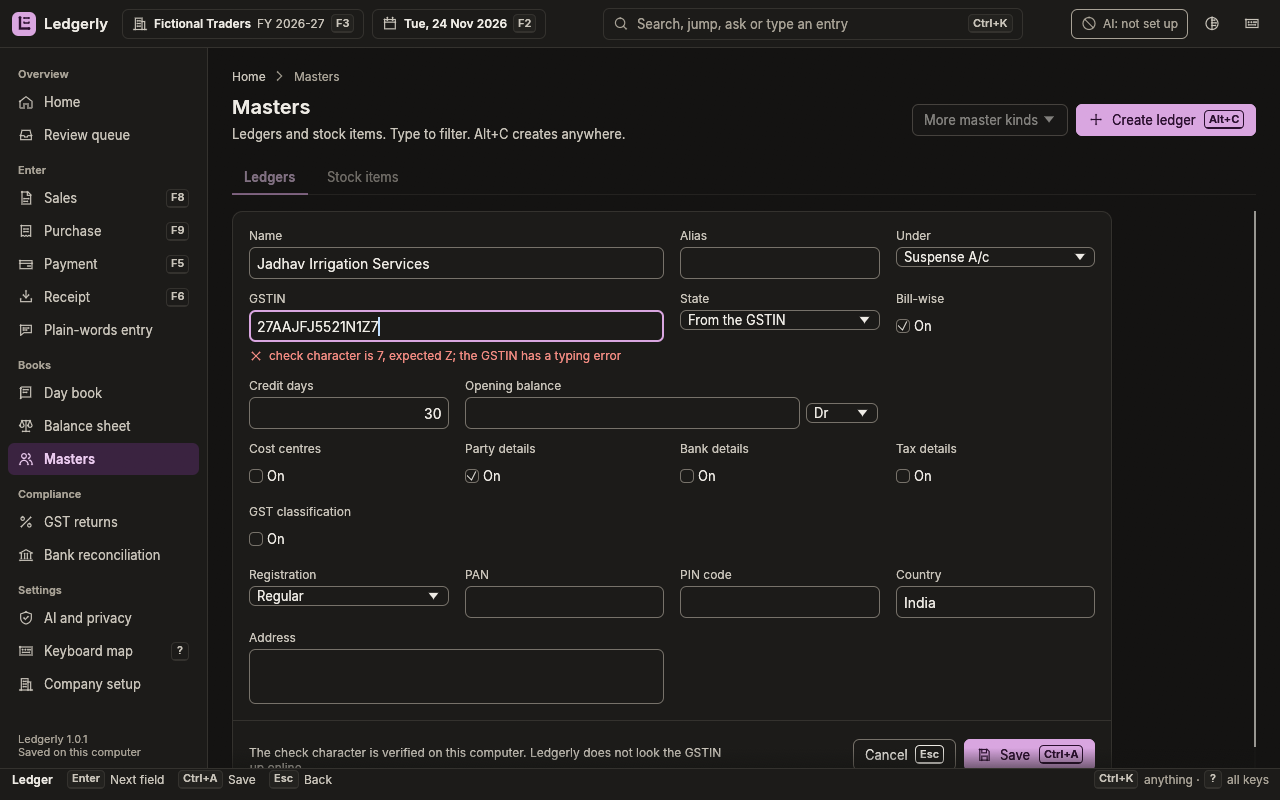 Ledgerly
Fictional Traders FY 2026-27 F3
Tue, 24 Nov 2026 F2
Search, jump, ask or type an entry Ctrl+K
AI: not set up
Overview
Home
Review queue
Enter
Sales F8
Purchase F9
Payment F5
Receipt F6
Plain-words entry
Books
Day book
Balance sheet
Masters
Compliance
GST returns
Bank reconciliation
Settings
AI and privacy
Keyboard map ?
Company setup
Ledgerly 1.0.1
Saved on this computer
Home Masters
Masters
Ledgers and stock items. Type to filter. Alt+C creates anywhere.
More master kinds
Create ledger Alt+C
Ledgers Stock items
Name Alias Under
Jadhav Irrigation Services Suspense A/c
GSTIN State Bill-wise
27AAJFJ5521N1Z7 From the GSTIN On
check character is 7, expected Z; the GSTIN has a typing error
Credit days Opening balance
30 Dr
Cost centres Party details Bank details Tax details
On On On On
GST classification
On
Registration PAN PIN code Country
Regular India
Address
The check character is verified on this computer. Ledgerly does not look the GSTIN
up online.
Cancel Esc Save Ctrl+A
Ledger Enter Next field Ctrl+A Save Esc Back Ctrl+K anything · ? all keys